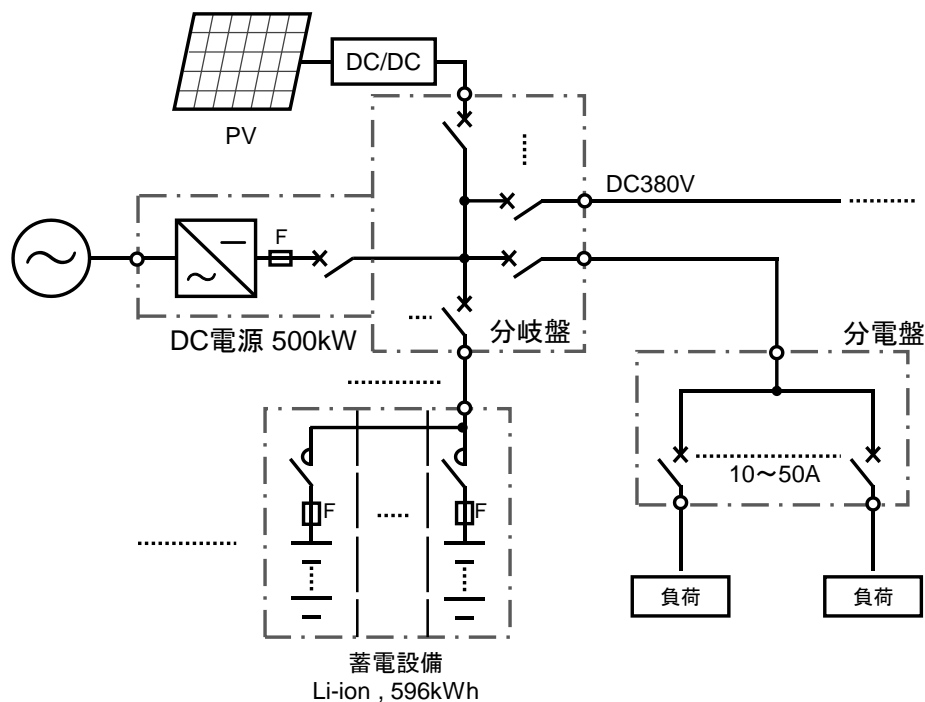 DC/DC
PV
DC380V
F
DC電源 500kW
分岐盤
分電盤
10～50A
F
F
負荷
負荷
蓄電設備
Li-ion , 596kWh